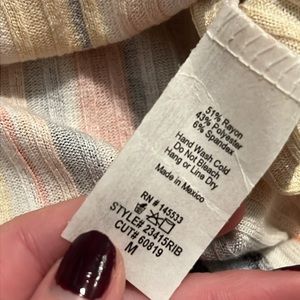 51% Rayon
43% Polyester
6% Spandex
Hand Wash Cold
Do Not Bleach
Hang or Line Dry
Made in Mexico
RN # 145533
STYLE# 23415RIB
CUT# 60819
M